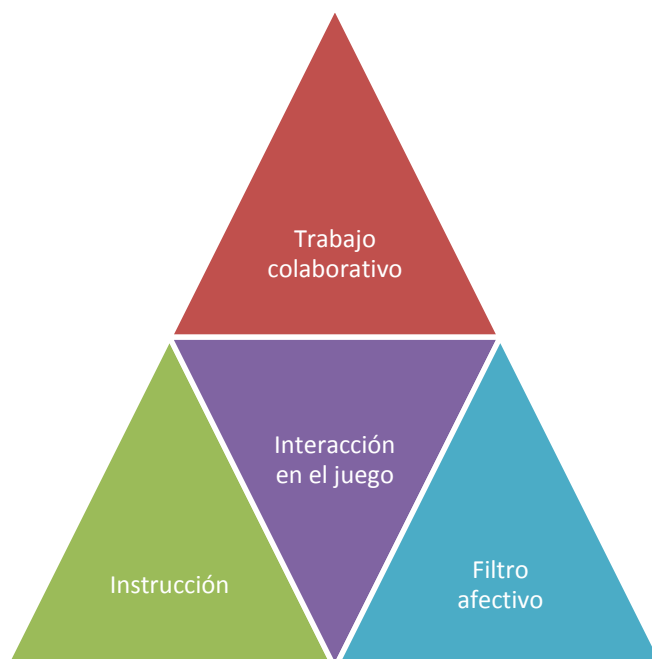 Trabajo
colaborativo
Interacción
en el juego
Instrucción
Filtro
afectivo